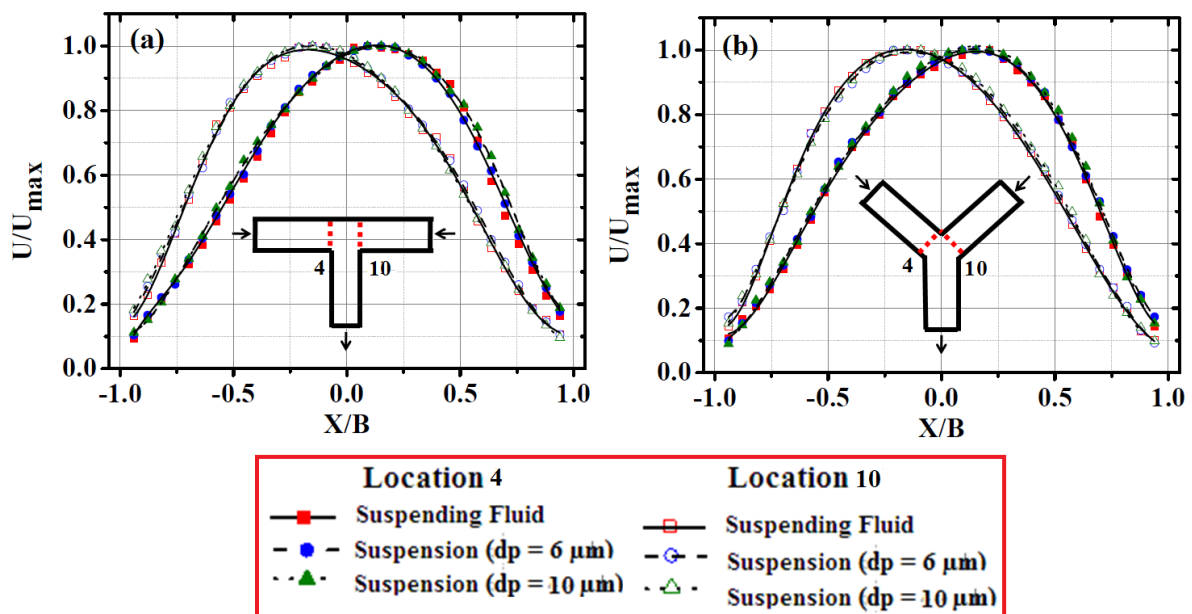 (a)
U/Umax
1.0
0.8
0.6
0.4
0.2
0.0
4 10
-1.0 -0.5 0.0 0.5 1.0
X/B
(b)
U/Umax
1.0
0.8
0.6
0.4
0.2
0.0
4 10
-1.0 -0.5 0.0 0.5 1.0
X/B
Location 4
Suspending Fluid
Suspension (dp = 6 μm)
Suspension (dp = 10 μm)
Location 10
Suspending Fluid
Suspension (dp = 6 μm)
Suspension (dp = 10 μm)